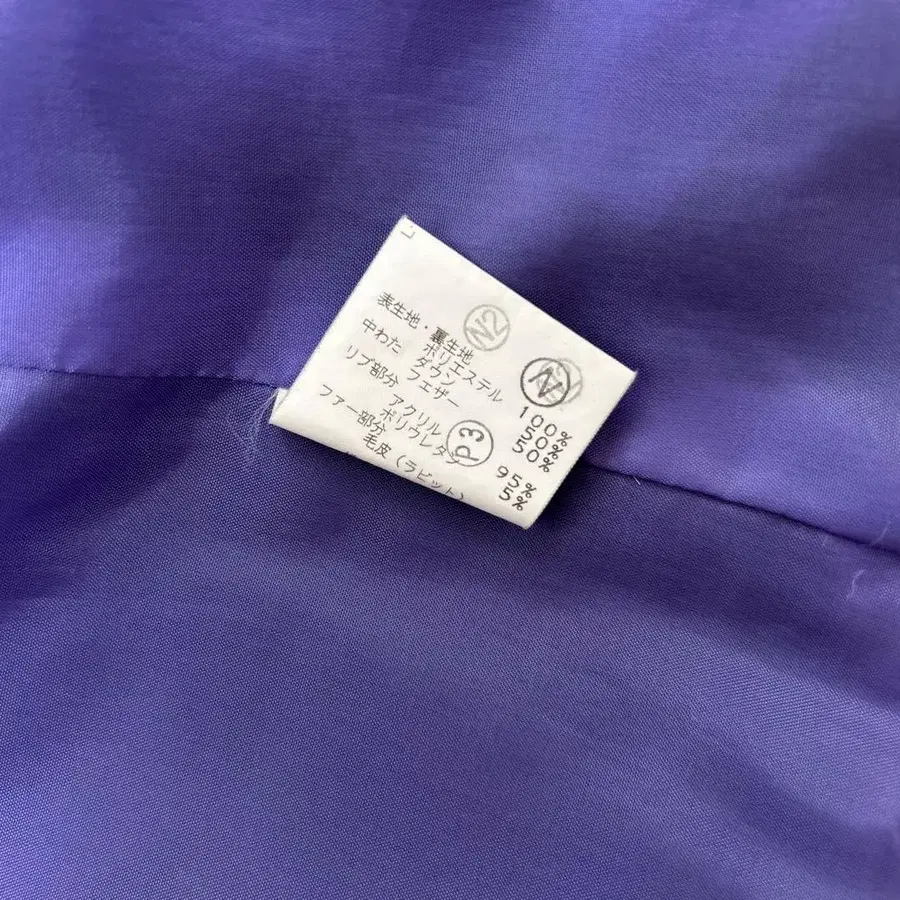 表生地・裏生地
ポリエステル 100%
中わた ダウン 50%
フェザー 50%
リブ部分
アクリル 95%
ポリウレタン 5%
ファー部分
毛皮（ラビット）
N2
N
P3